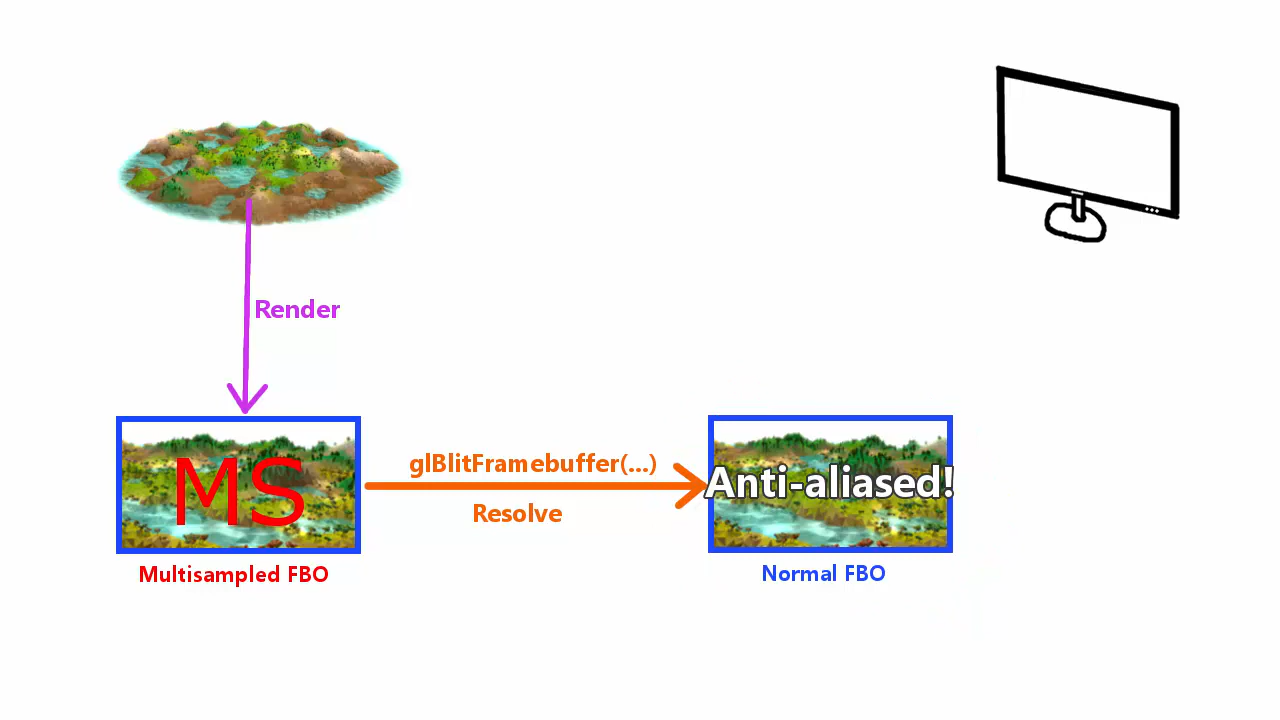 Render
MS
Multisampled FBO
glBlitFramebuffer(...)
Resolve
Anti-aliased!
Normal FBO